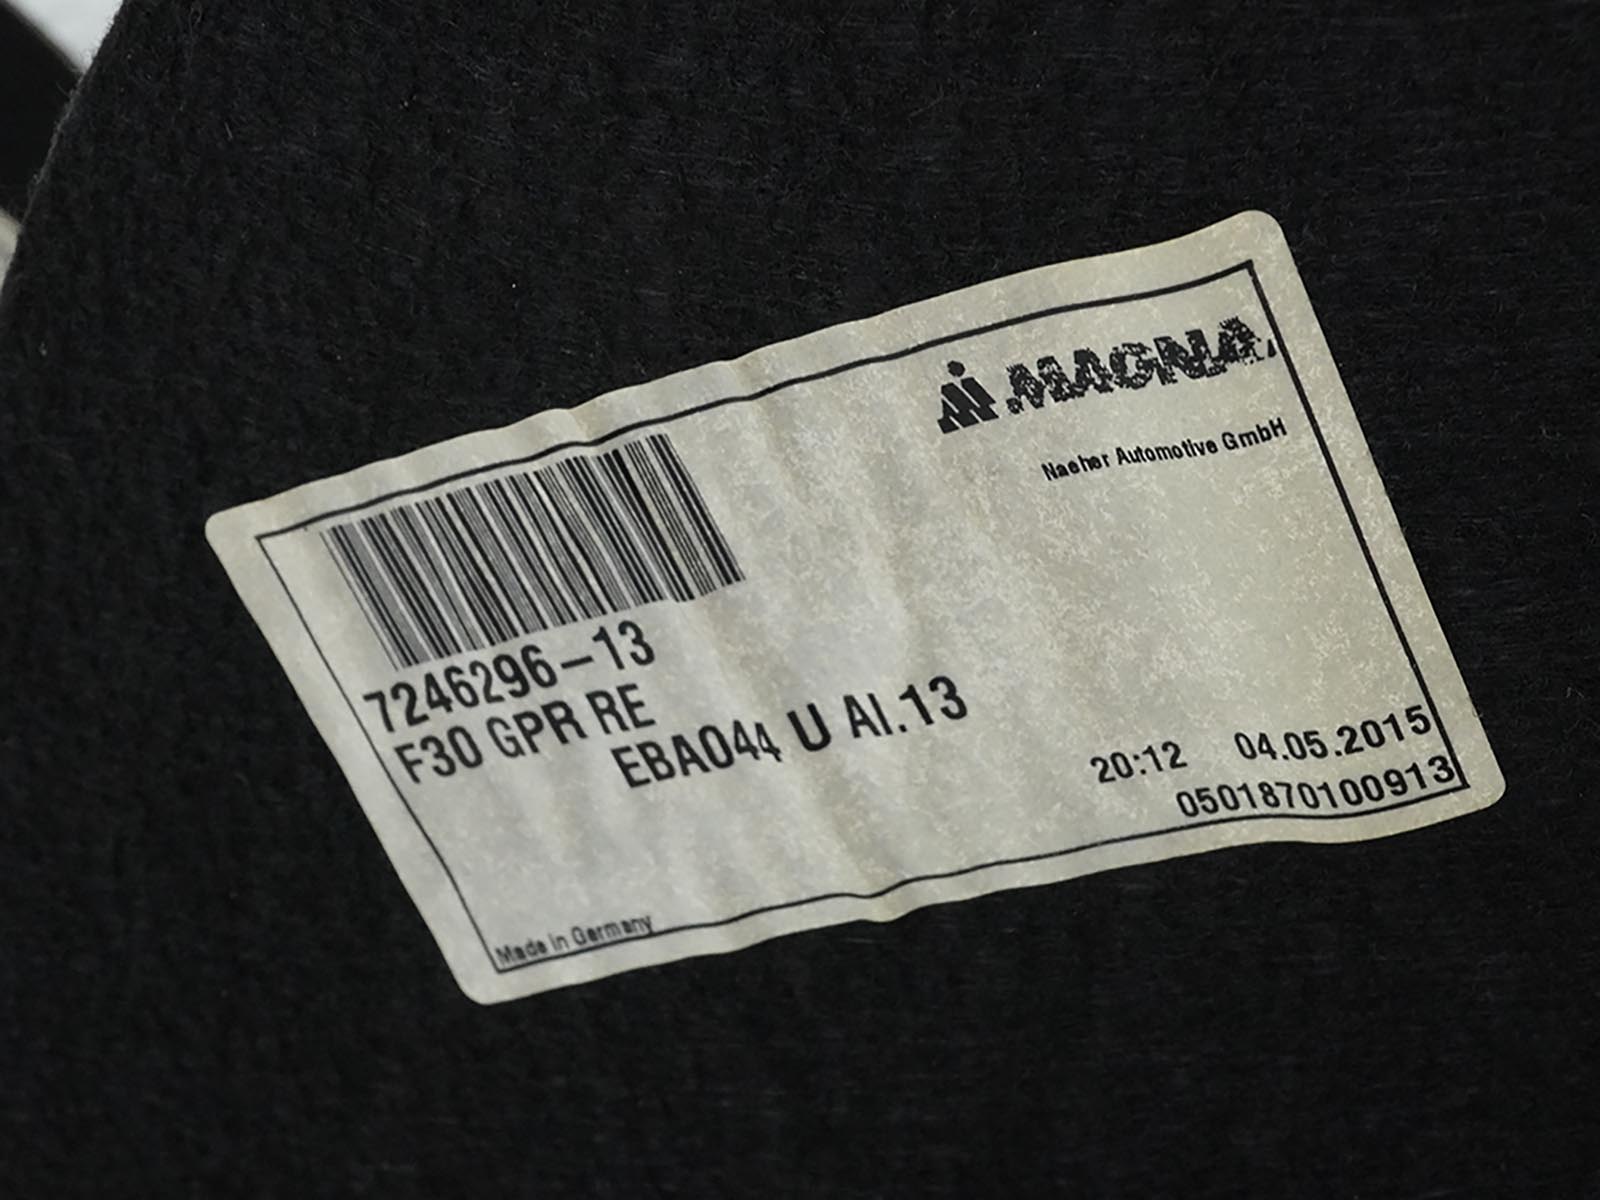 MAGNA
Naeher Automotive GmbH
7246296-13
F30 GPR RE
EBA044 U AI.13
20:12 04.05.2015
0501870100913
Made in Germany